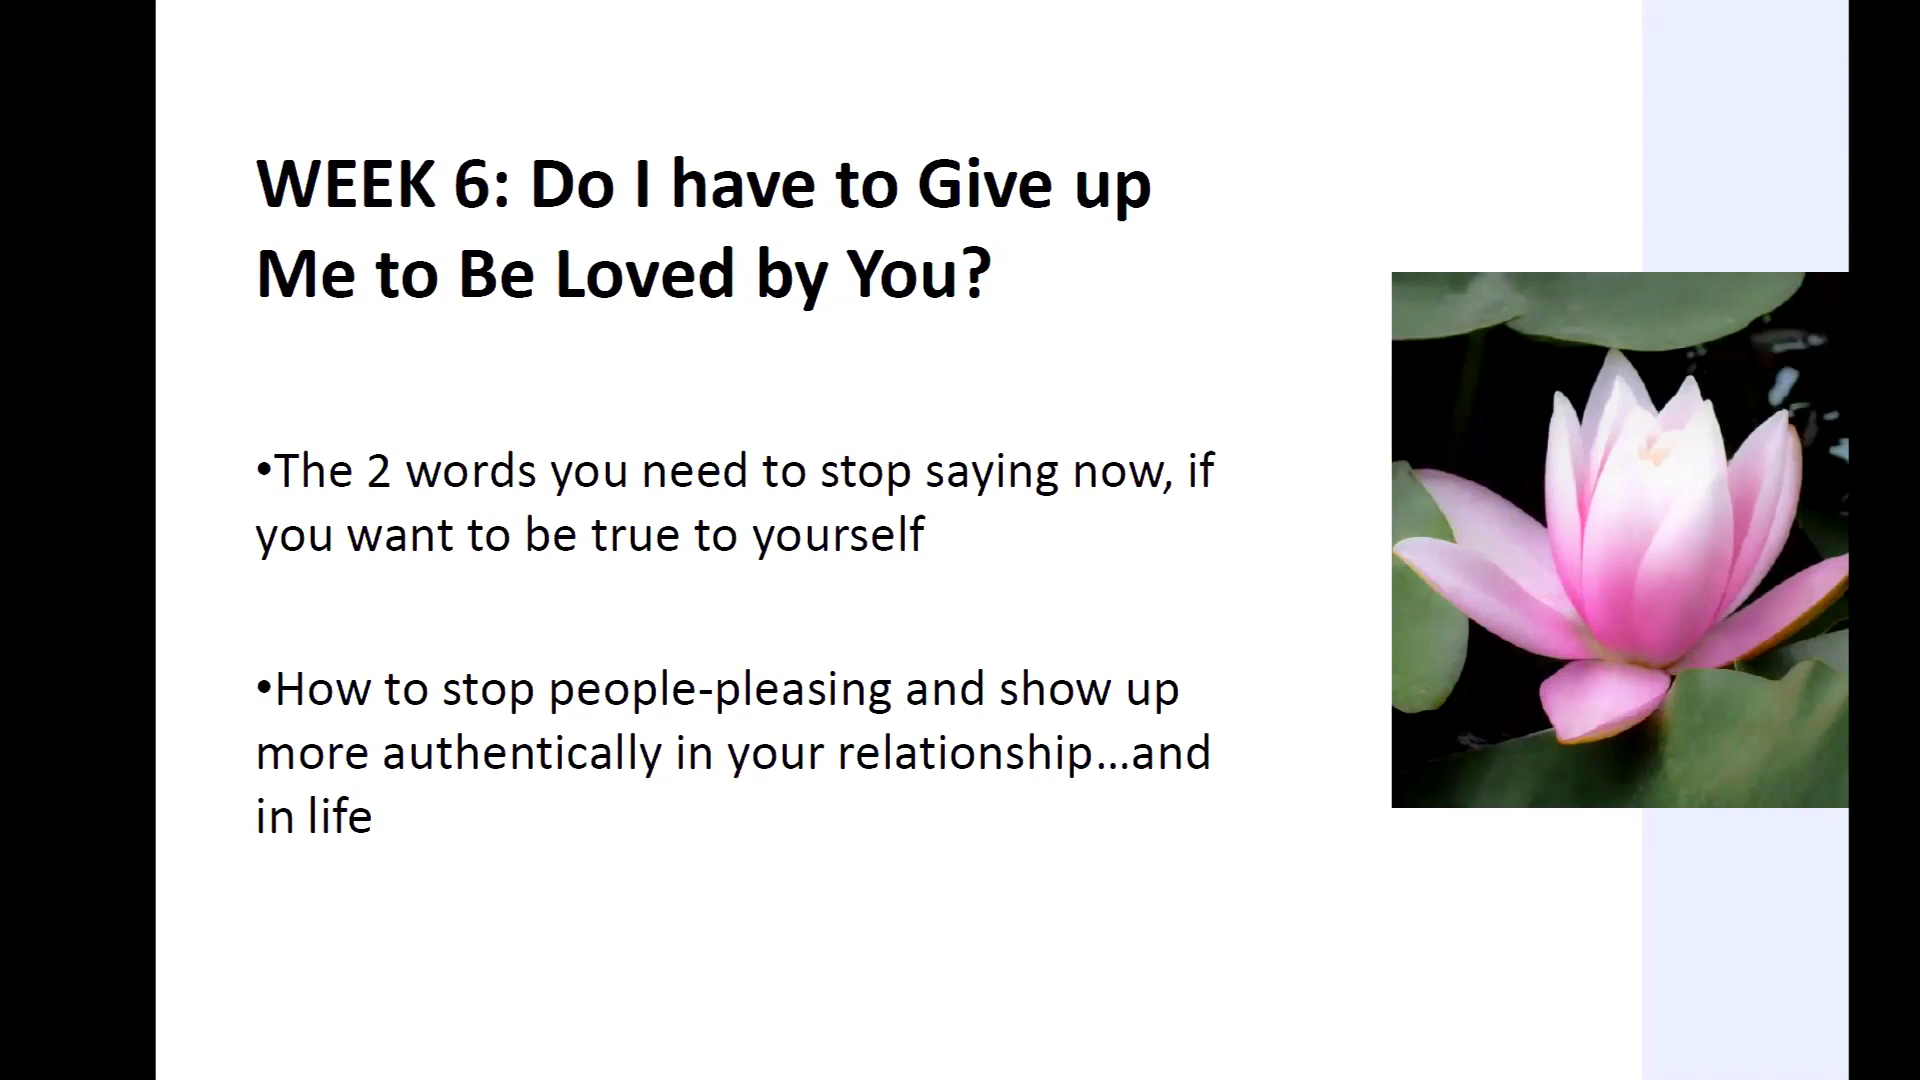 WEEK 6: Do I have to Give up
Me to Be Loved by You?
•The 2 words you need to stop saying now, if
you want to be true to yourself
•How to stop people-pleasing and show up
more authentically in your relationship...and
in life